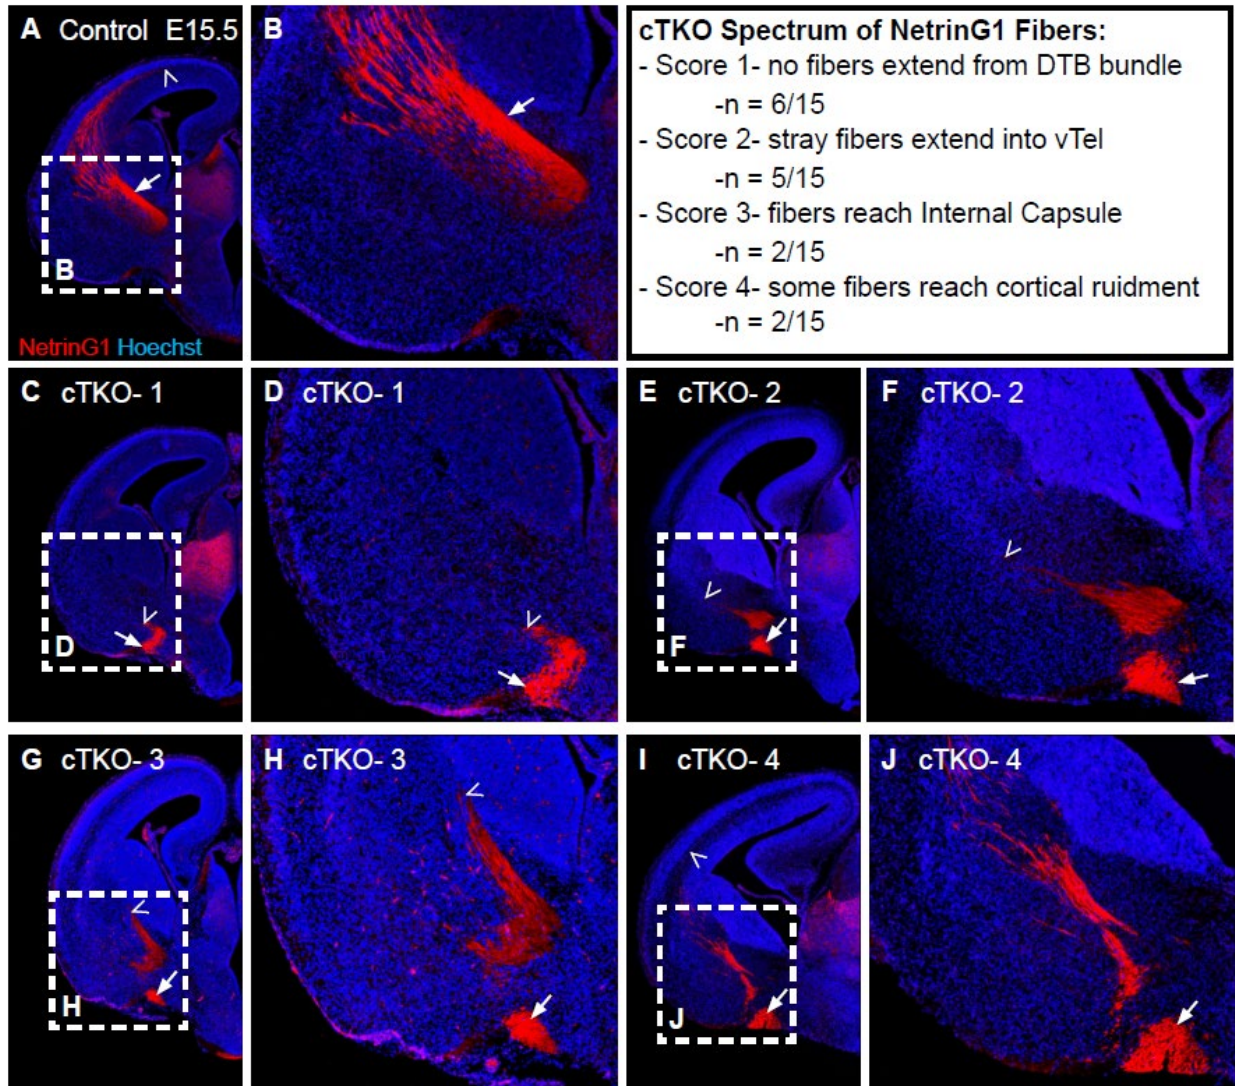 A Control E15.5
B
cTKO Spectrum of NetrinG1 Fibers:
- Score 1- no fibers extend from DTB bundle
-n = 6/15
- Score 2- stray fibers extend into vTel
-n = 5/15
- Score 3- fibers reach Internal Capsule
-n = 2/15
- Score 4- some fibers reach cortical ruidment
-n = 2/15
B
NetrinG1 Hoechst
C cTKO- 1
D cTKO- 1
E cTKO- 2
F cTKO- 2
D
F
G cTKO- 3
H cTKO- 3
I cTKO- 4
J cTKO- 4
H
J